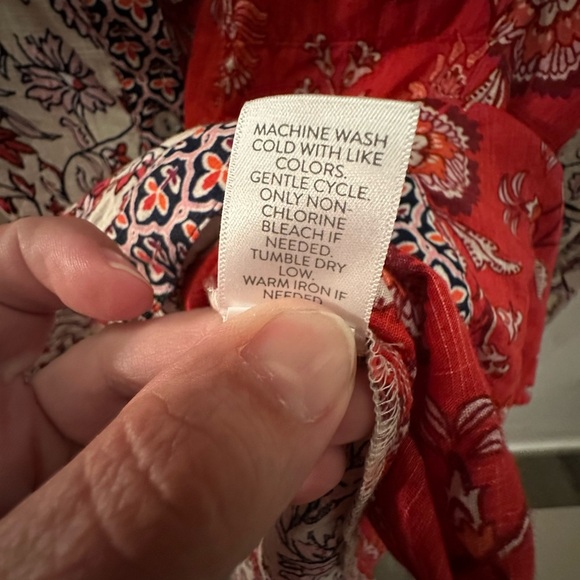 MACHINE WASH
COLD WITH LIKE
COLORS.
GENTLE CYCLE.
ONLY NON-
CHLORINE
BLEACH IF
NEEDED.
TUMBLE DRY
LOW.
WARM IRON IF
NEEDED